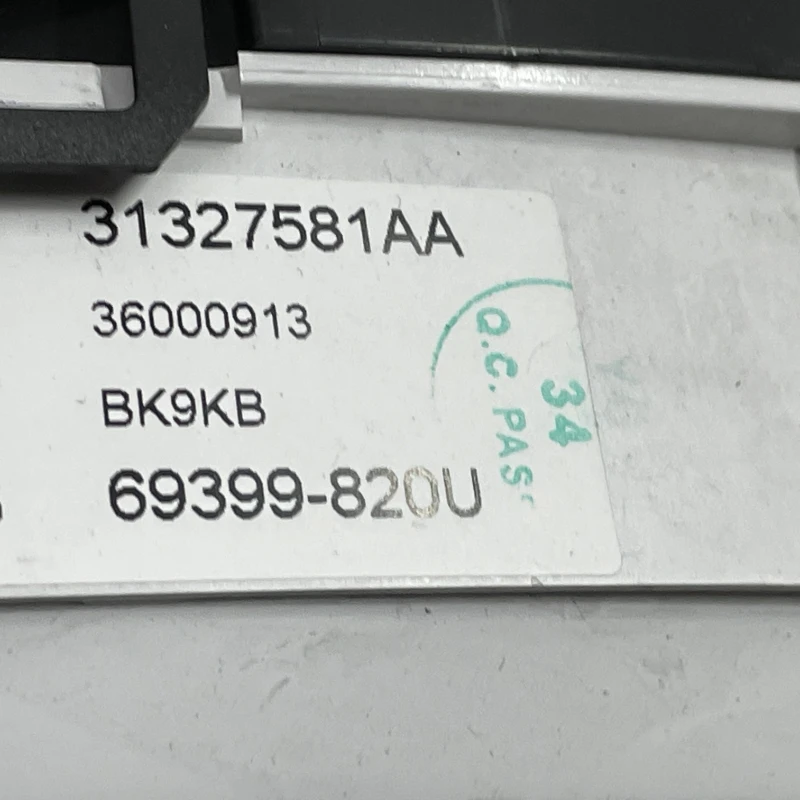 31327581AA
36000913
BK9KB
69399-820U
Q.C. PAS
34